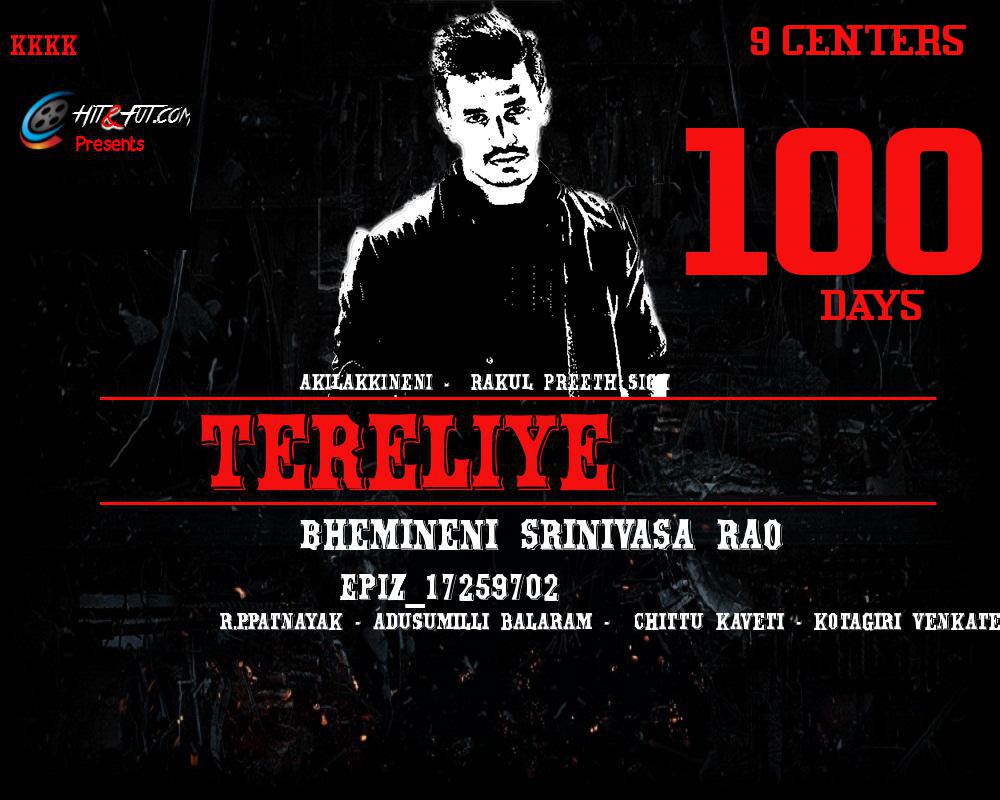 KKKK
9 CENTERS
HIT&FUT.COM
Presents
100
DAYS
AKILAKKINENI - RAKUL PREETH
TERELIYE
BHEMINENI SRINIVASA RAO
EPIZ_17259702
R.P.PATNAYAK - ADUSUMILLI BALARAM - CHITTU KAVETI - KOTAGIRI VENKATE